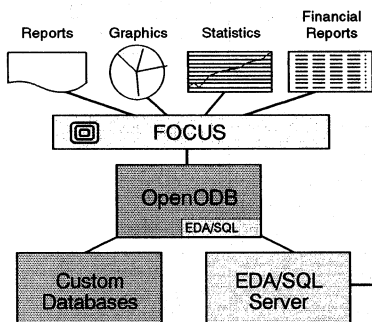 Reports
Graphics
Statistics
Financial
Reports
FOCUS
OpenODB
EDA/SQL
Custom
Databases
EDA/SQL
Server